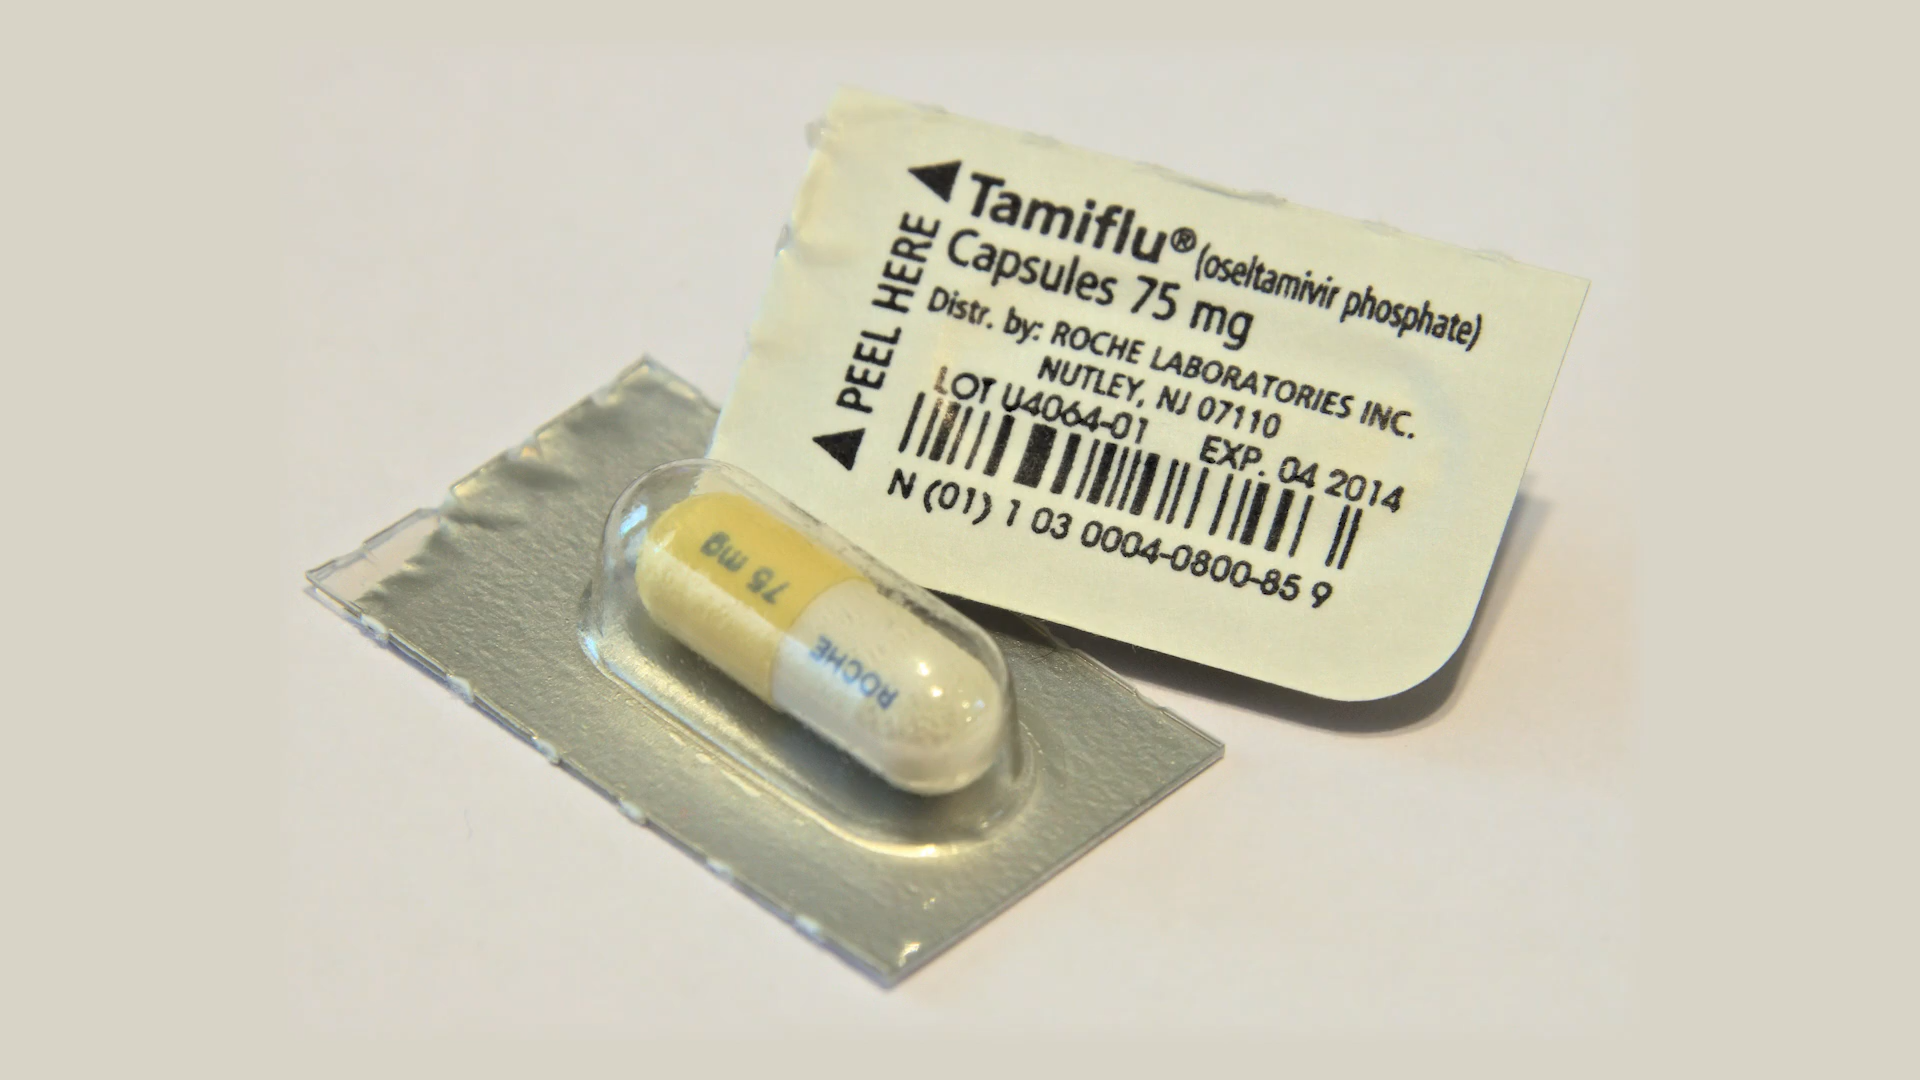 PEEL HERE
Tamiflu® (oseltamivir phosphate)
Capsules 75 mg
Distr. by: ROCHE LABORATORIES INC.
NUTLEY, NJ 07110
LOT U4064-01 EXP. 04 2014
N (01) 1 03 0004-0800-85 9
75 mg
ROCHE